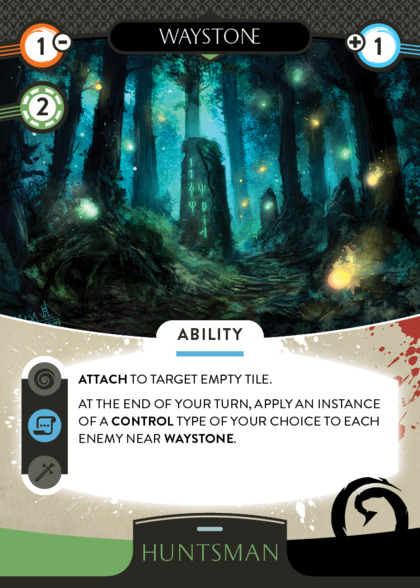 WAYSTONE
1 -
+ 1
2
ABILITY
ATTACH TO TARGET EMPTY TILE.
AT THE END OF YOUR TURN, APPLY AN INSTANCE
OF A CONTROL TYPE OF YOUR CHOICE TO EACH
ENEMY NEAR WAYSTONE.
HUNTSMAN